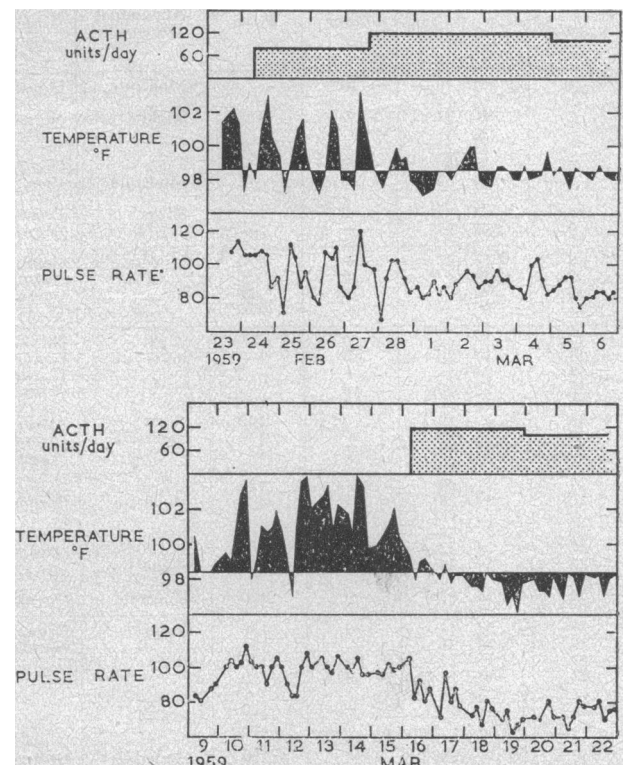 ACTH
units/day
120
60
TEMPERATURE
°F
102
100
98
PULSE RATE
120
100
80
23 24 25 26 27 28 1 2 3 4 5 6
1959 FEB MAR
ACTH
units/day
120
60
TEMPERATURE
°F
102
100
98
PULSE RATE
120
100
80
9 10 11 12 13 14 15 16 17 18 19 20 21 22
1959 MAR